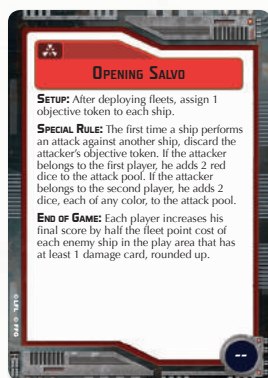 OPENING SALVO
SETUP: After deploying fleets, assign 1
objective token to each ship.
SPECIAL RULE: The first time a ship performs
an attack against another ship, discard the
attacker's objective token. If the attacker
belongs to the first player, he adds 2 red
dice to the attack pool. If the attacker
belongs to the second player, he adds 2
dice, each of any color, to the attack pool.
END OF GAME: Each player increases his
final score by half the fleet point cost of
each enemy ship in the play area that has
at least 1 damage card, rounded up.
© LFL © FFG
--